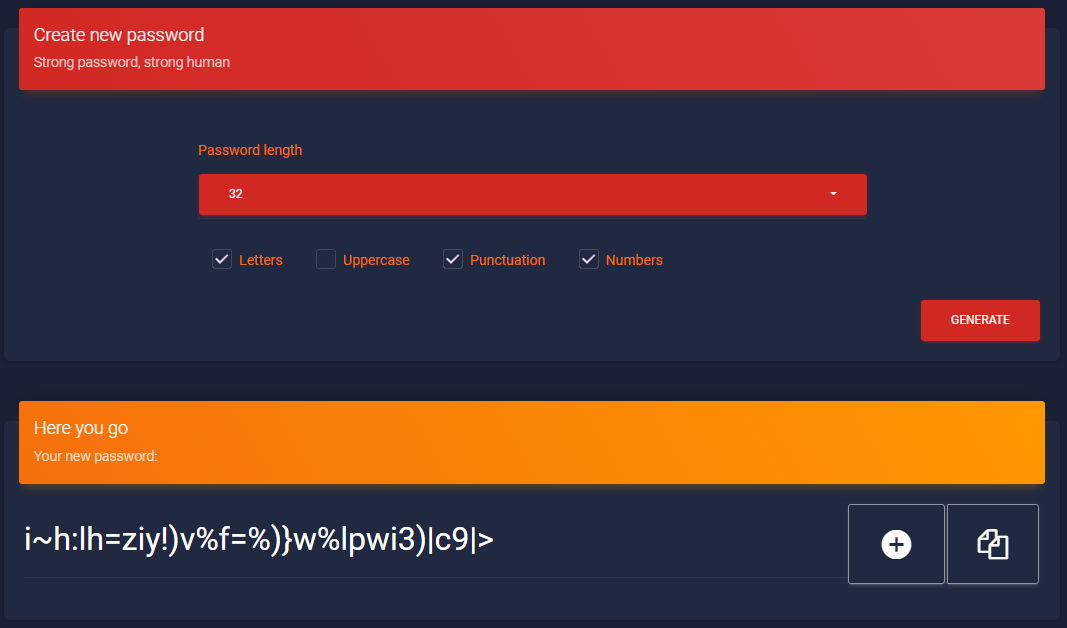 Create new password
Strong password, strong human
Password length
32
Letters Uppercase Punctuation Numbers
GENERATE
Here you go
Your new password:
i~h:lh=ziy!)v%f=%)}w%lpwi3)|c9|>